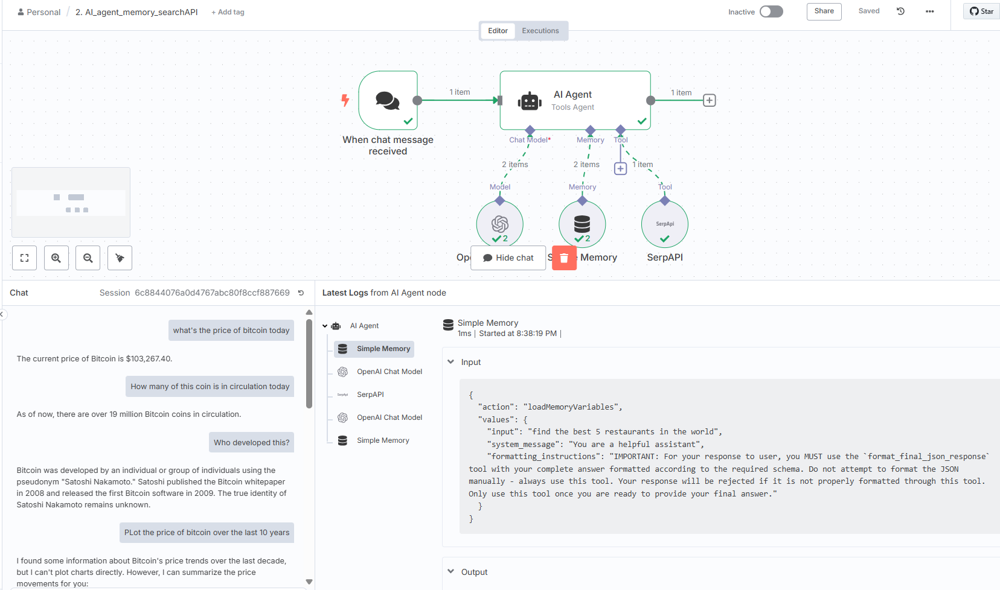 Personal / 2. AI_agent_memory_searchAPI + Add tag
Inactive Share Saved ... Star
Editor Executions
1 item
AI Agent
Tools Agent
1 item
When chat message
received
Chat Model* Memory Tool
2 items 2 items 1 item
Model Memory Tool
SerpApi
2 2
Hide chat
Memory SerpAPI
Chat Session 6c8844076a0d4767abc80f8ccf887669
what's the price of bitcoin today
The current price of Bitcoin is $103,267.40.
How many of this coin is in circulation today
As of now, there are over 19 million Bitcoin coins in circulation.
Who developed this?
Bitcoin was developed by an individual or group of individuals using the
pseudonym "Satoshi Nakamoto." Satoshi published the Bitcoin whitepaper
in 2008 and released the first Bitcoin software in 2009. The true identity of
Satoshi Nakamoto remains unknown.
PLot the price of bitcoin over the last 10 years
I found some information about Bitcoin's price trends over the last decade,
but I can't plot charts directly. However, I can summarize the price
movements for you:
Latest Logs from AI Agent node
AI Agent
Simple Memory
OpenAI Chat Model
SerpApi SerpAPI
OpenAI Chat Model
Simple Memory
Simple Memory
1ms | Started at 8:38:19 PM |
Input
{
"action": "loadMemoryVariables",
"values": {
"input": "find the best 5 restaurants in the world",
"system_message": "You are a helpful assistant",
"formatting_instructions": "IMPORTANT: For your response to user, you MUST use the `format_final_json_response`
tool with your complete answer formatted according to the required schema. Do not attempt to format the JSON
manually - always use this tool. Your response will be rejected if it is not properly formatted through this tool.
Only use this tool once you are ready to provide your final answer."
}
}
Output